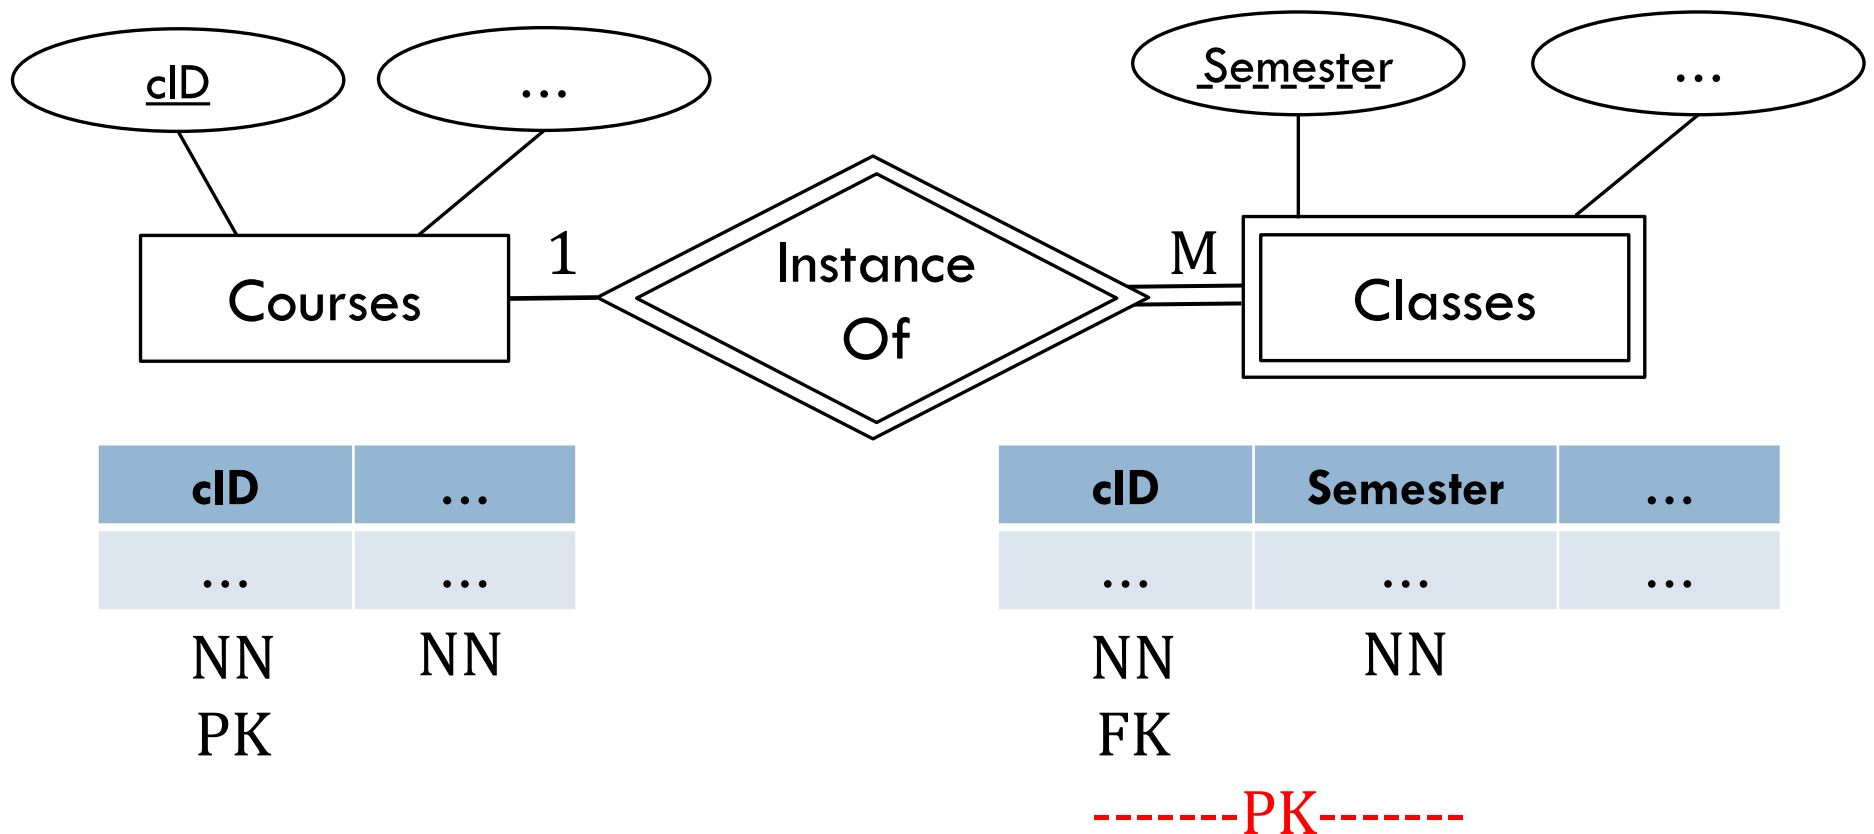 cID
...
Semester
...
Courses
1
Instance
Of
M
Classes
cID ...
... ...
NN NN
PK
cID Semester ...
... ... ...
NN NN
FK
-------PK-------